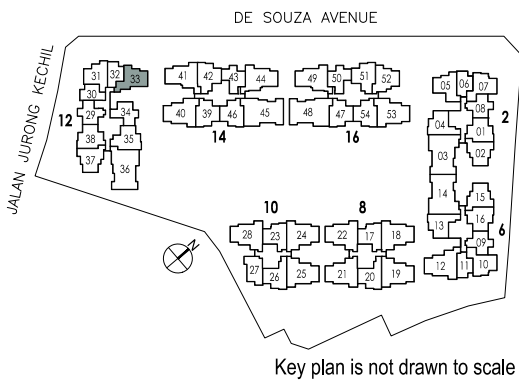 DE SOUZA AVENUE
JALAN JURONG KECHIL
31 32 33
30
29
34
12
38
35
37
36
41 42 43 44
40 39 46 45
14
49 50 51 52
48 47 54 53
16
05 06 07
08
2
04
01
03
02
14
15
16
13
6
09
12 11 10
10
28 23 24
27 26 25
8
22 17 18
21 20 19
N
Key plan is not drawn to scale